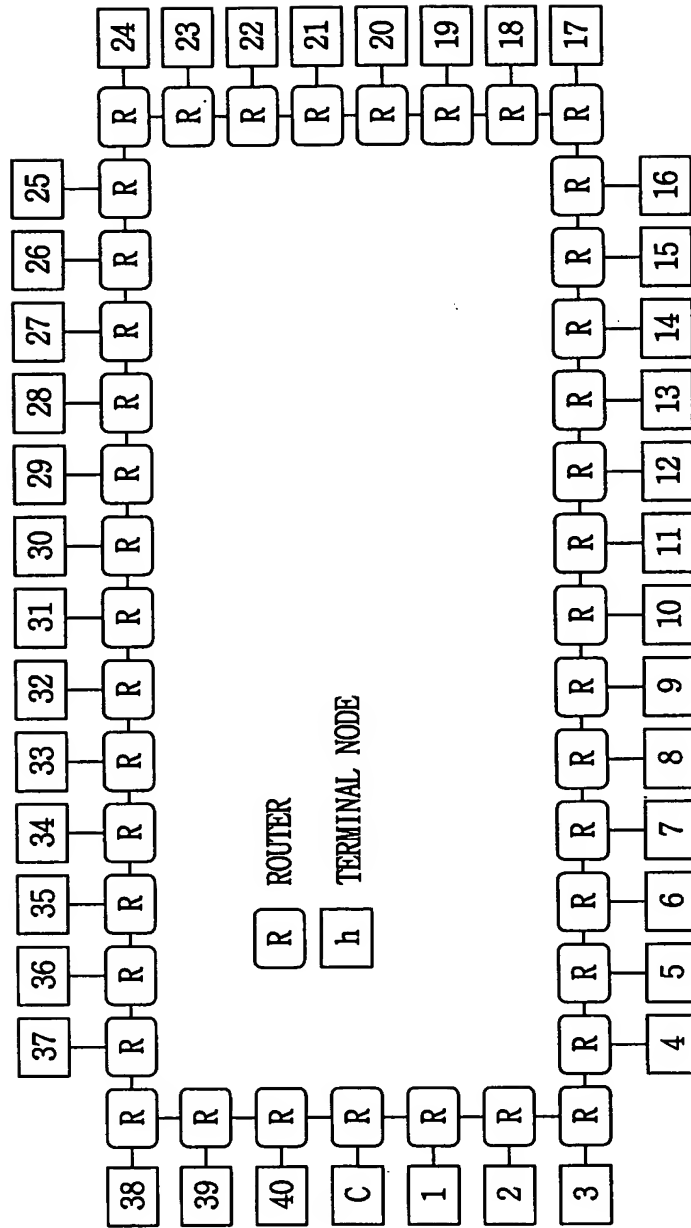 37 36 35 34 33 32 31 30 29 28 27 26 25
38 R R R R R R R R R R R R R R R 24
39 R R 23
40 R R 22
R ROUTER
C R R 21
h TERMINAL NODE
R 20
1 R R 19
2 R R 18
3 R R R R R R R R R R R R R R R 17
4 5 6 7 8 9 10 11 12 13 14 15 16